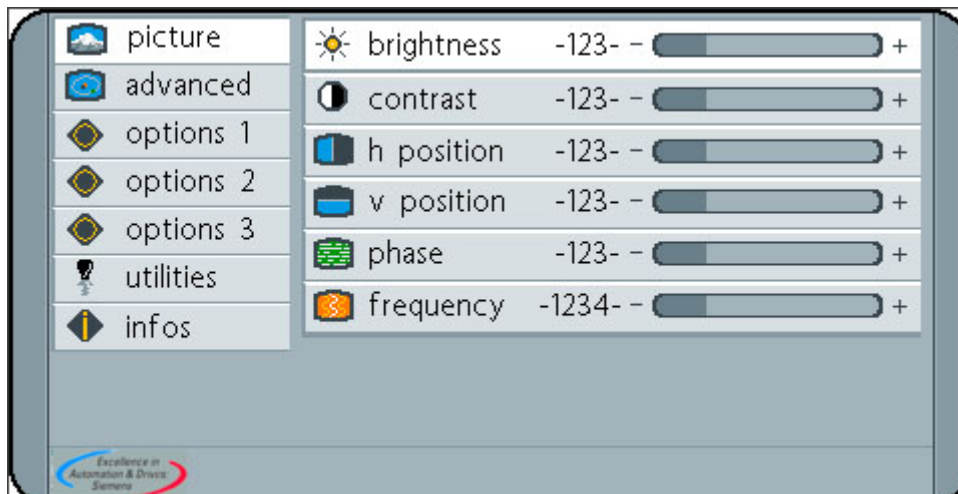 picture
advanced
options 1
options 2
options 3
utilities
infos
brightness -123- - +
contrast -123- - +
h position -123- - +
v position -123- - +
phase -123- - +
frequency -1234- - +
Excellence in
Automation & Drives:
Siemens